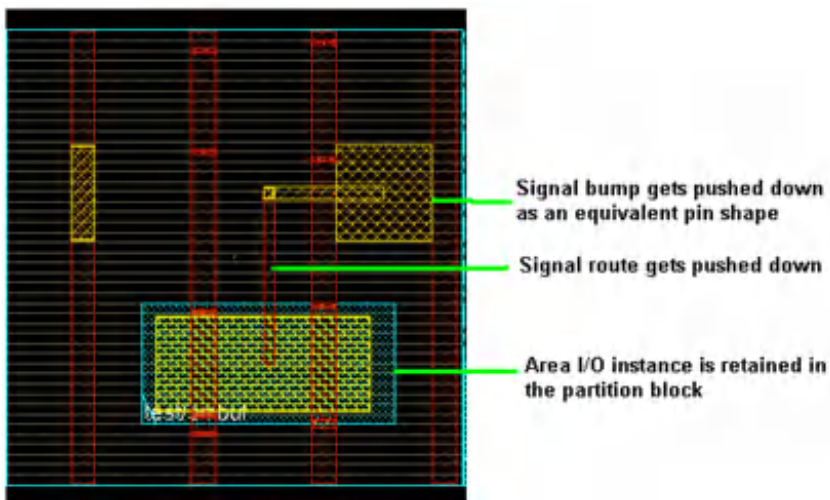 Signal bump gets pushed down
as an equivalent pin shape
Signal route gets pushed down
Area I/O instance is retained in
the partition block